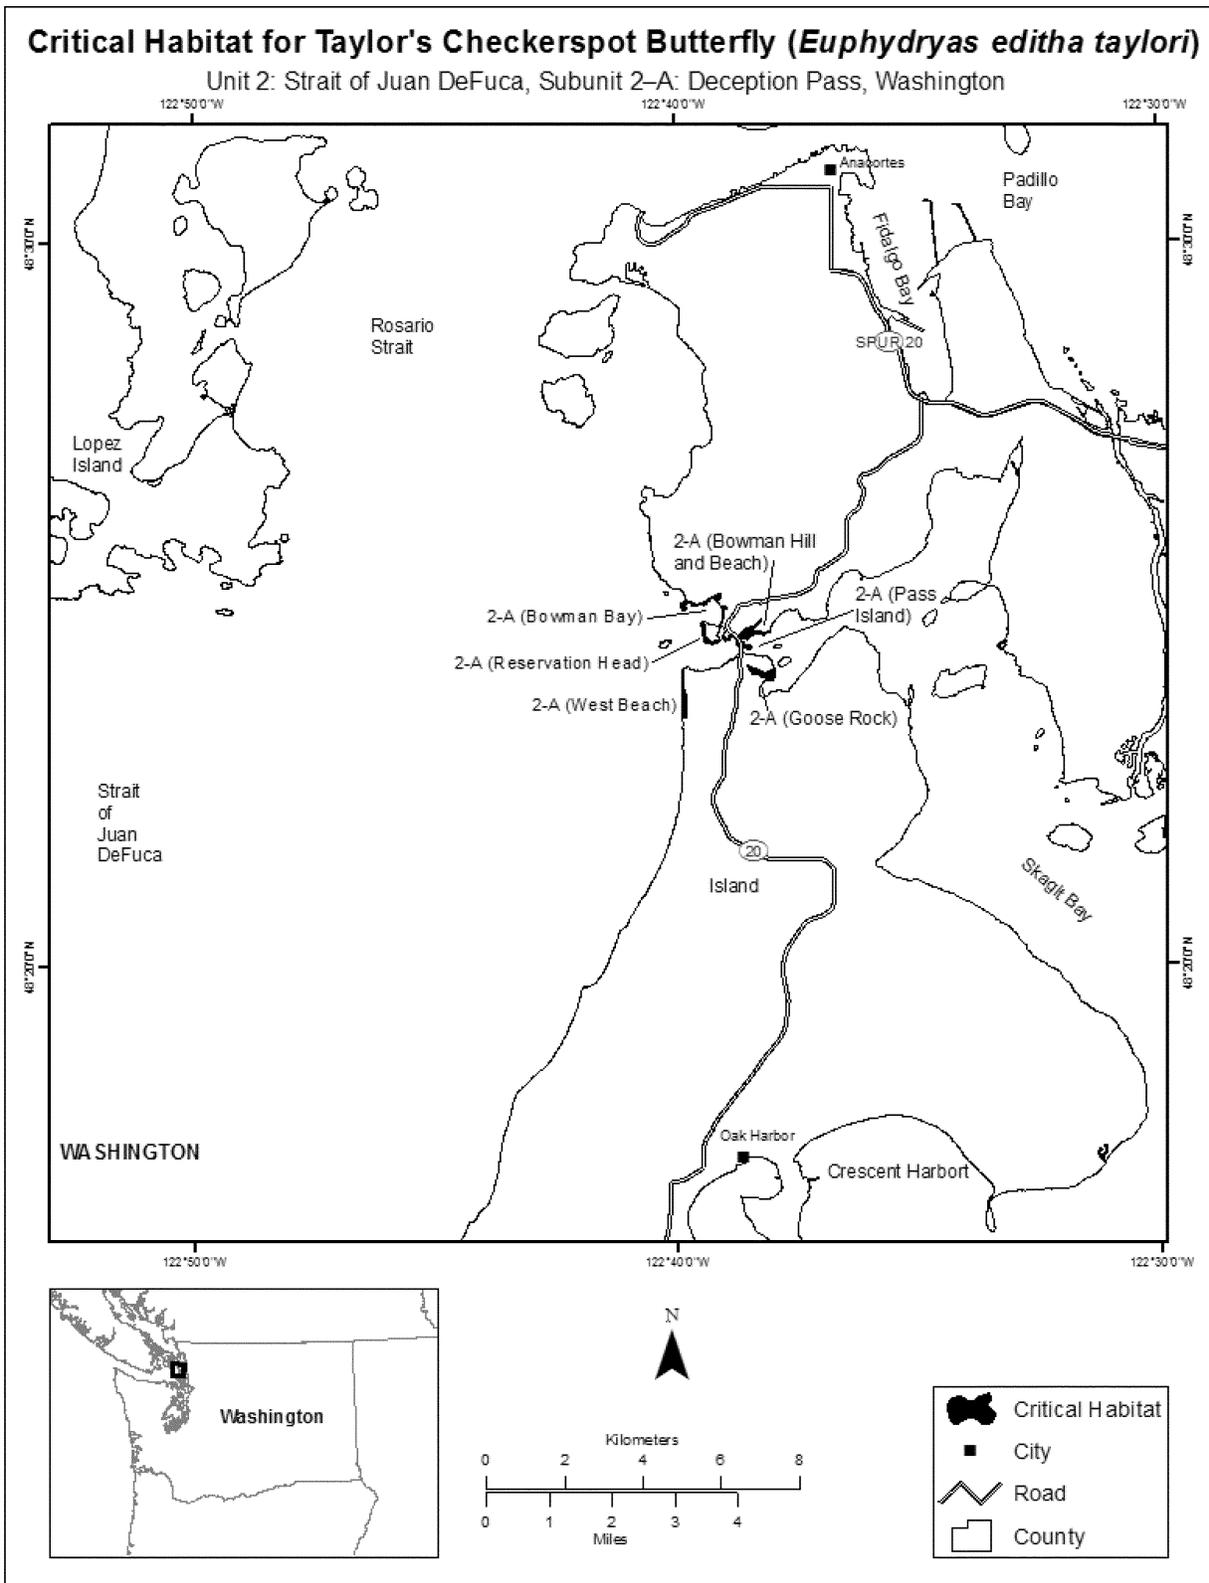 Critical Habitat for Taylor's Checkerspot Butterfly (Euphydryas editha taylori)
Unit 2: Strait of Juan DeFuca, Subunit 2–A: Deception Pass, Washington
122°50'0"W
122°40'0"W
122°30'0"W
Anacortes
Padillo
Bay
48°30'0"N
48°30'0"N
Fidalgo Bay
Rosario
Strait
SPUR 20
Lopez
Island
2-A (Bowman Hill
and Beach)
2-A (Pass
Island)
2-A (Bowman Bay)
2-A (Reservation Head)
2-A (West Beach)
2-A (Goose Rock)
Strait
of
Juan
DeFuca
20
Island
Skagit Bay
48°20'0"N
48°20'0"N
Oak Harbor
WASHINGTON
Crescent Harbort
122°50'0"W
122°40'0"W
122°30'0"W
N
Washington
Kilometers
0 2 4 6 8
0 1 2 3 4
Miles
Critical Habitat
City
Road
County